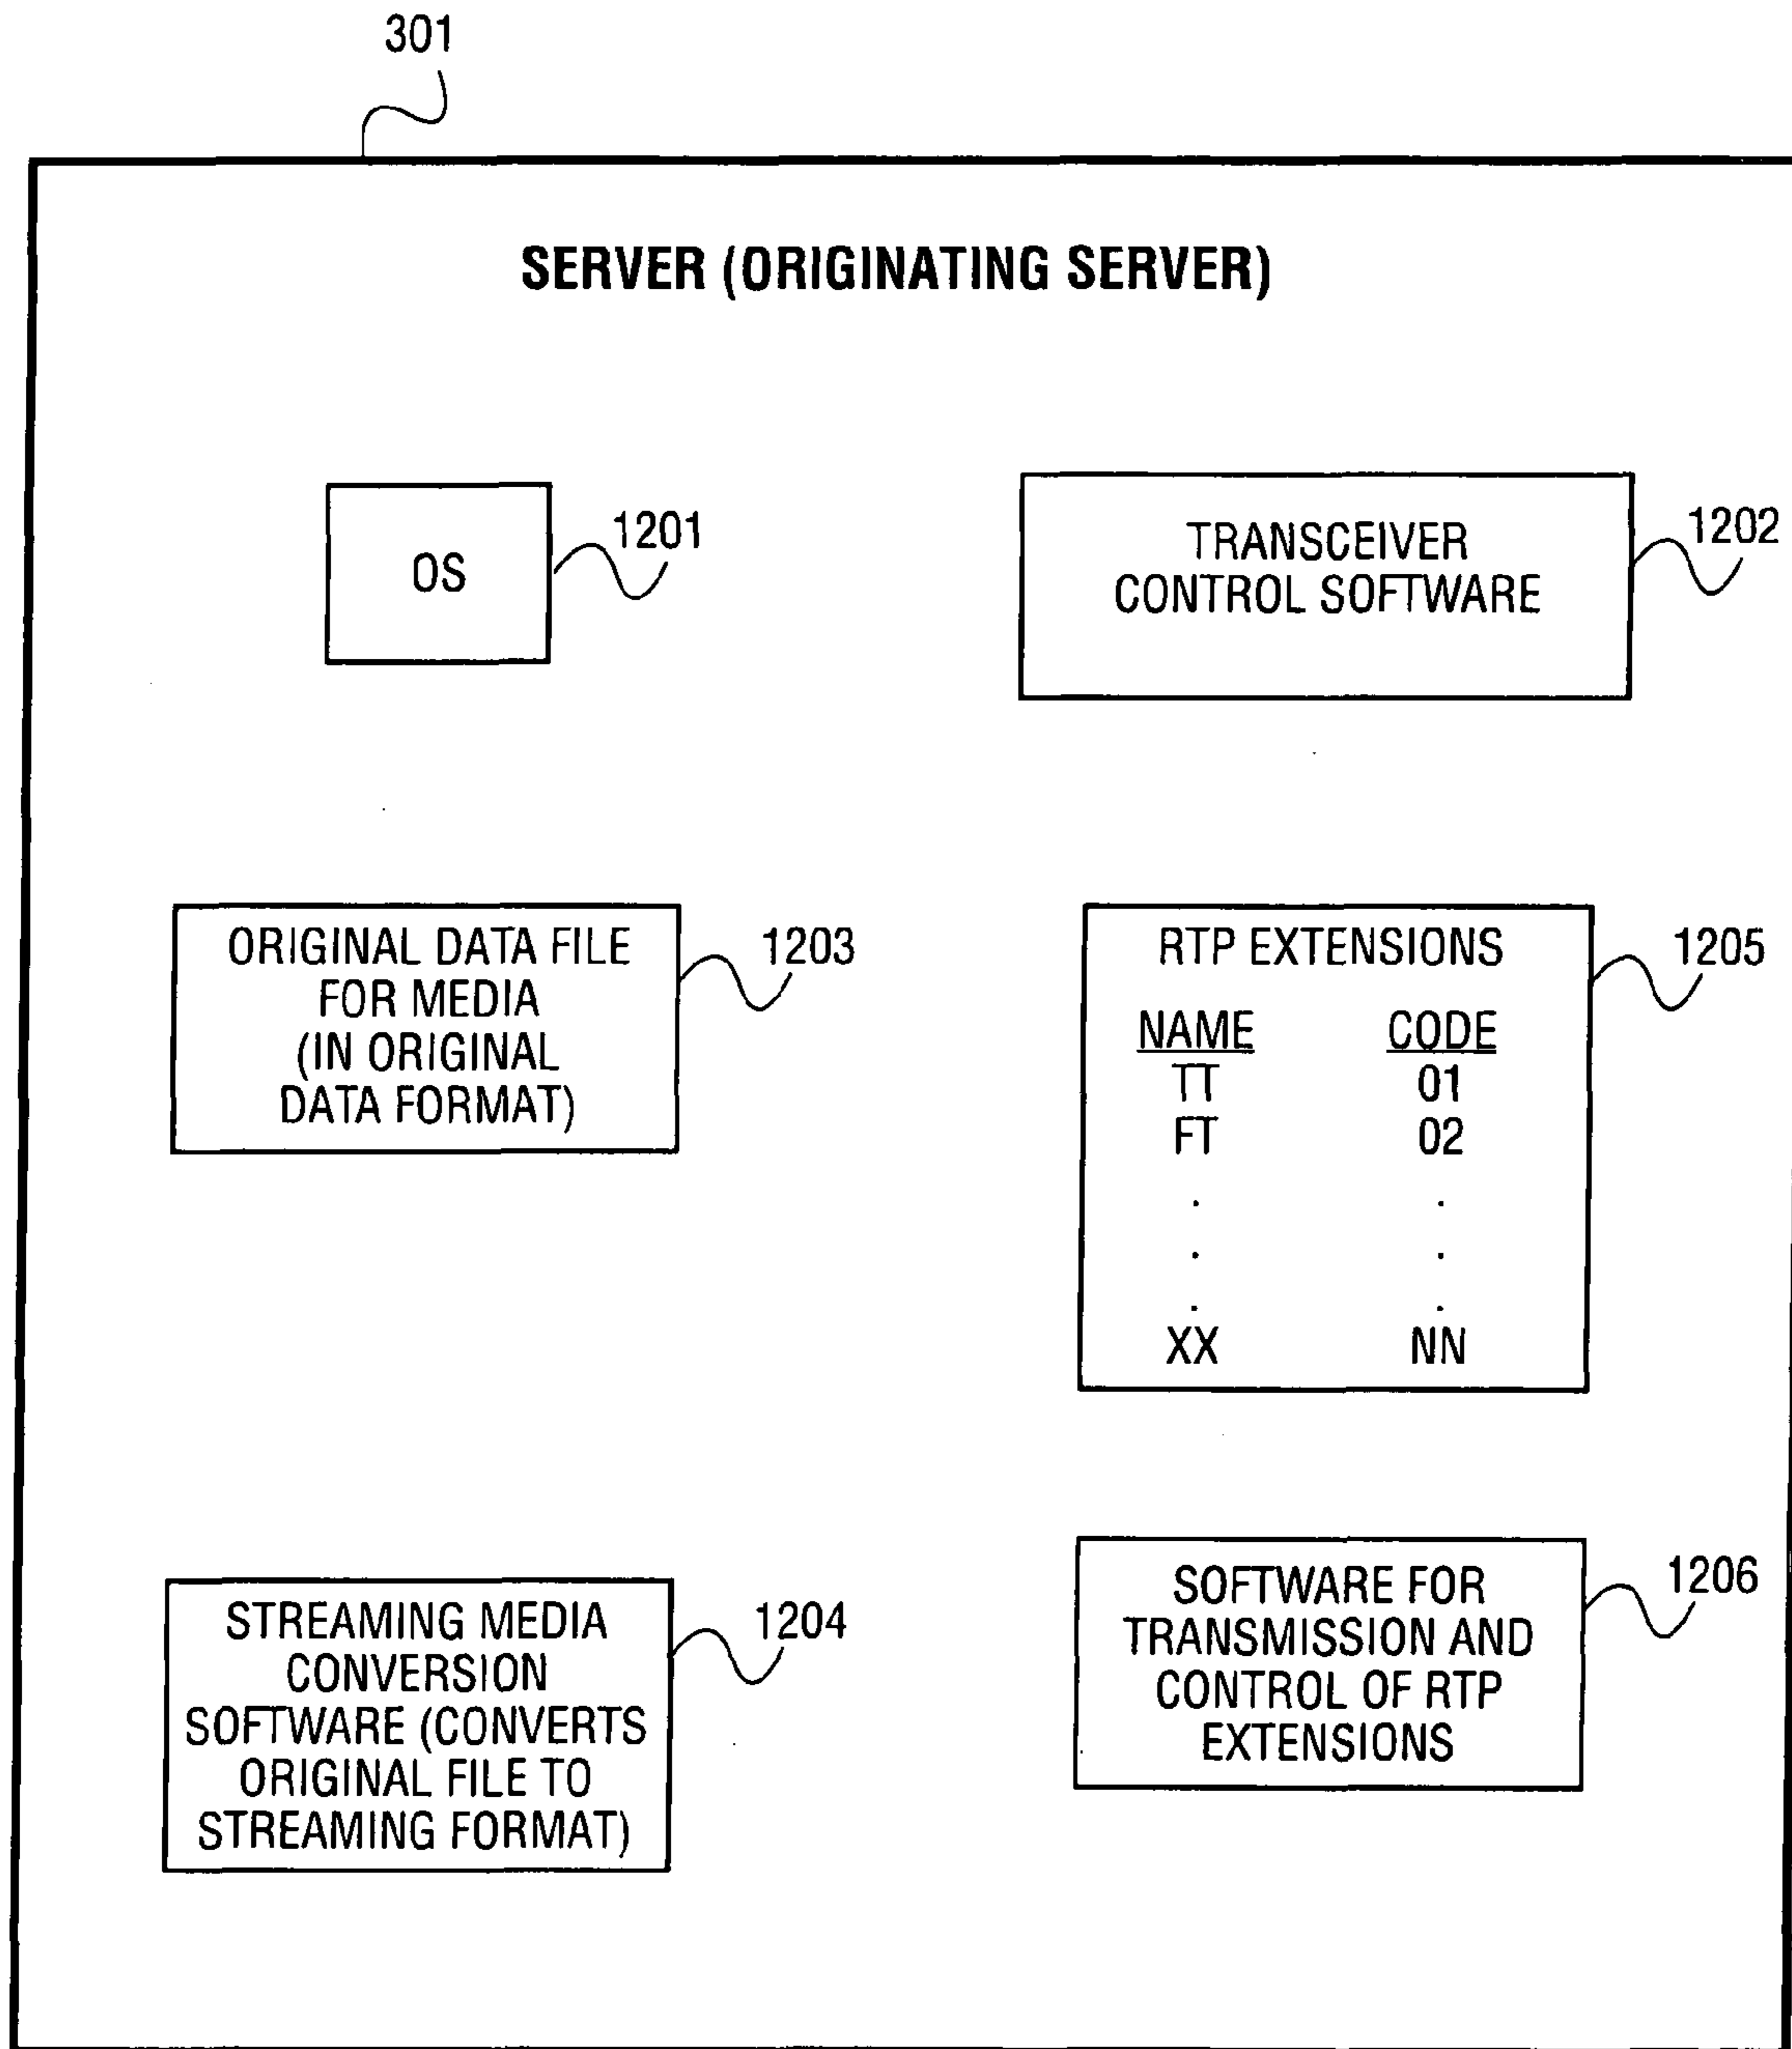 301
SERVER (ORIGINATING SERVER)
OS
1201
TRANSCEIVER
CONTROL SOFTWARE
1202
ORIGINAL DATA FILE
FOR MEDIA
(IN ORIGINAL
DATA FORMAT)
1203
RTP EXTENSIONS
NAME CODE
TT 01
FT 02
. .
. .
. .
XX NN
1205
STREAMING MEDIA
CONVERSION
SOFTWARE (CONVERTS
ORIGINAL FILE TO
STREAMING FORMAT)
1204
SOFTWARE FOR
TRANSMISSION AND
CONTROL OF RTP
EXTENSIONS
1206